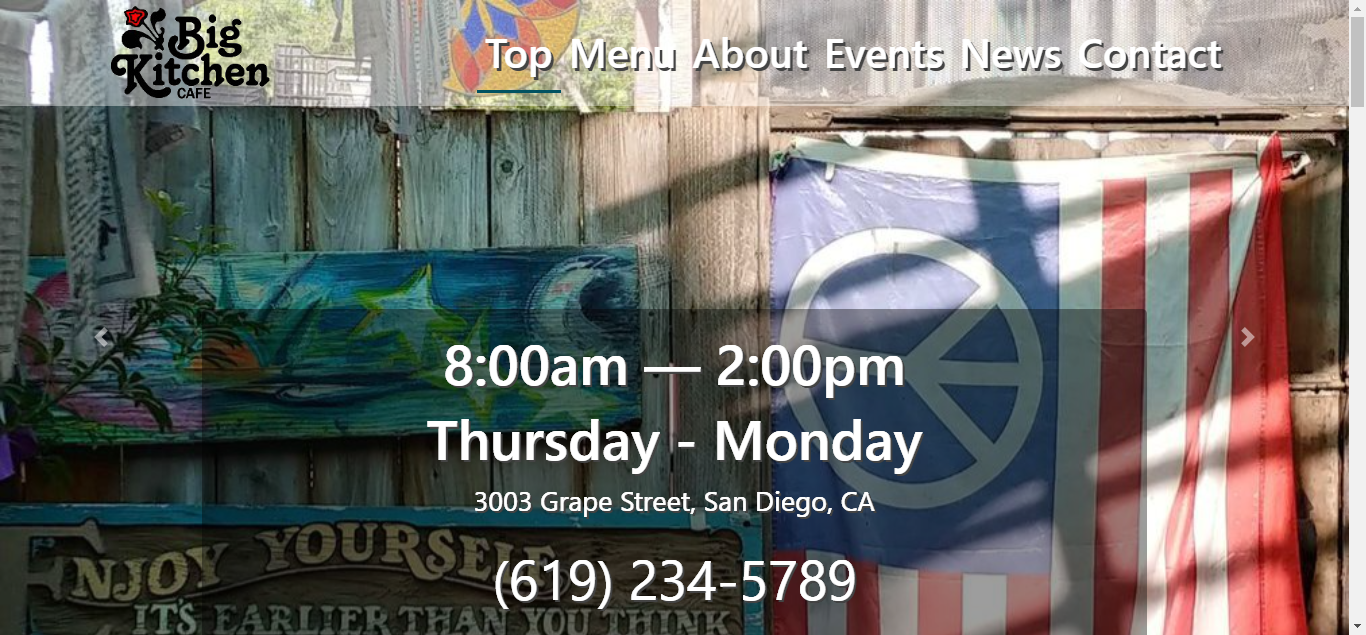 Big
Kitchen
CAFE
Top Menu About Events News Contact
8:00am — 2:00pm
Thursday - Monday
3003 Grape Street, San Diego, CA
(619) 234-5789
ENJOY YOURSELF
IT'S EARLIER THAN YOU THINK